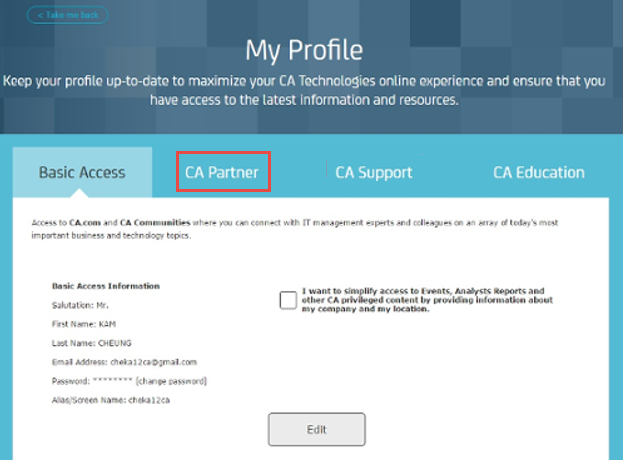 < Take me back
My Profile
Keep your profile up-to-date to maximize your CA Technologies online experience and ensure that you
have access to the latest information and resources.
Basic Access
CA Partner
CA Support
CA Education
Access to CA.com and CA Communities where you can connect with IT management experts and colleagues on an array of today's most
important business and technology topics.
Basic Access Information
Salutation: Mr.
First Name: KAM
Last Name: CHEUNG
Email Address: cheka12ca@gmail.com
Password: ******** (change password)
Alias/Screen Name: cheka12ca
I want to simplify access to Events, Analysts Reports and
other CA privileged content by providing information about
my company and my location.
Edit